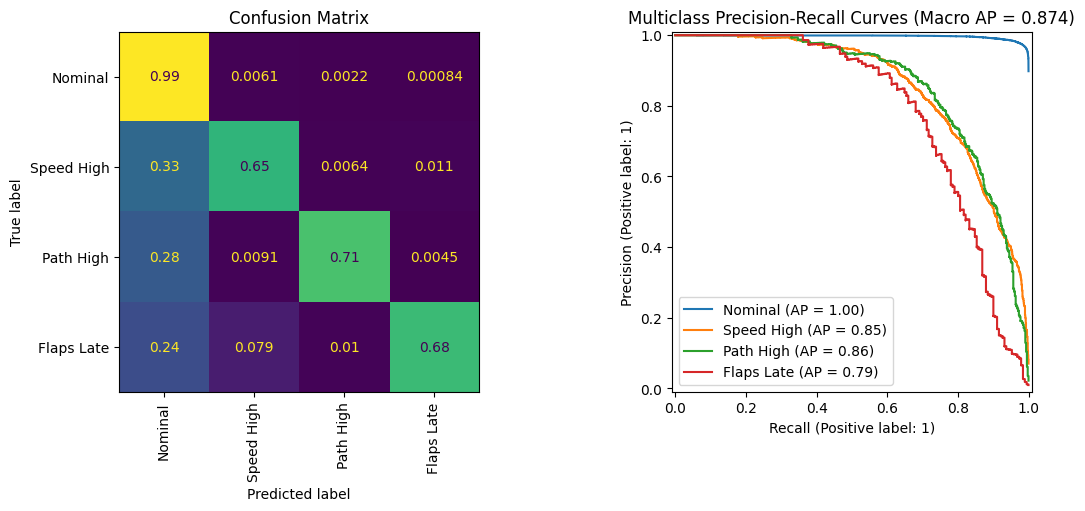 Confusion Matrix
True label
Nominal
Speed High
Path High
Flaps Late
0.99 0.0061 0.0022 0.00084
0.33 0.65 0.0064 0.011
0.28 0.0091 0.71 0.0045
0.24 0.079 0.01 0.68
Nominal
Speed High
Path High
Flaps Late
Predicted label
Multiclass Precision-Recall Curves (Macro AP = 0.874)
Precision (Positive label: 1)
1.0
0.8
0.6
0.4
0.2
0.0
Nominal (AP = 1.00)
Speed High (AP = 0.85)
Path High (AP = 0.86)
Flaps Late (AP = 0.79)
0.0 0.2 0.4 0.6 0.8 1.0
Recall (Positive label: 1)